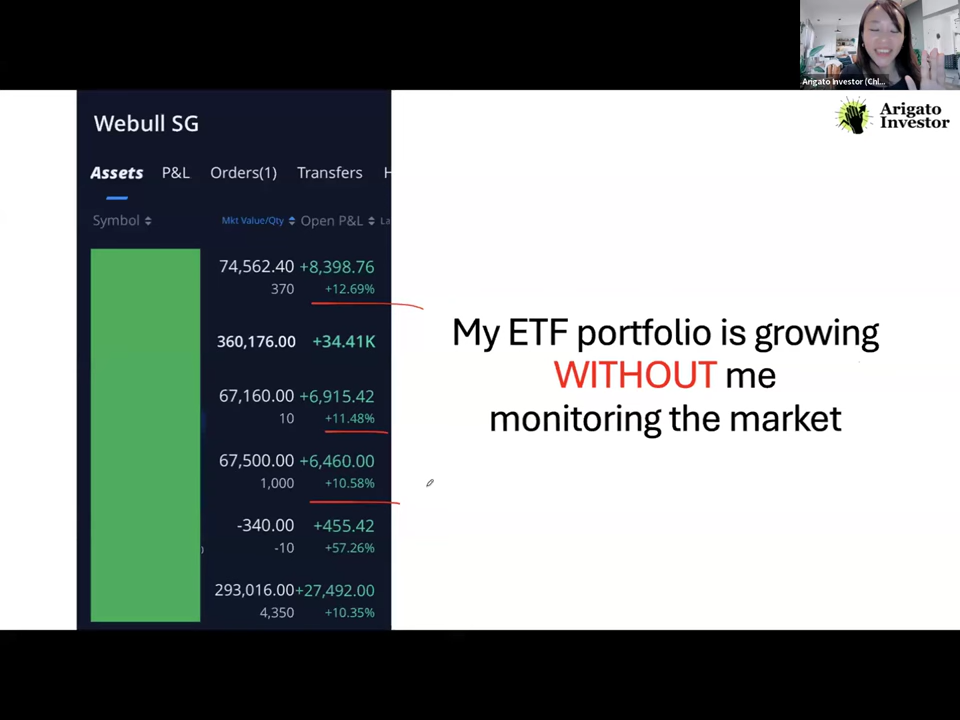 Arigato Investor (Chl...
Arigato
Investor
Webull SG
Assets P&L Orders(1) Transfers H
Symbol Mkt Value/Qty Open P&L La
74,562.40 +8,398.76
370 +12.69%
360,176.00 +34.41K
67,160.00 +6,915.42
10 +11.48%
67,500.00 +6,460.00
1,000 +10.58%
-340.00 +455.42
-10 +57.26%
293,016.00 +27,492.00
4,350 +10.35%
My ETF portfolio is growing
WITHOUT me
monitoring the market